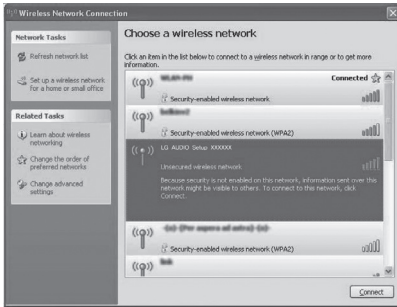 Wireless Network Connection
Network Tasks
Refresh network list
Set up a wireless network
for a home or small office
Related Tasks
Learn about wireless
networking
Change the order of
preferred networks
Change advanced
settings
Choose a wireless network
Click an item in the list below to connect to a wireless network in range or to get more
information.
Connected
Security-enabled wireless network
Security-enabled wireless network (WPA2)
LG AUDIO Setup XXXXXX
Unsecured wireless network
Because security is not enabled on this network, information sent over this
network might be visible to others. To connect to this network, click
Connect.
Security-enabled wireless network (WPA2)
Connect